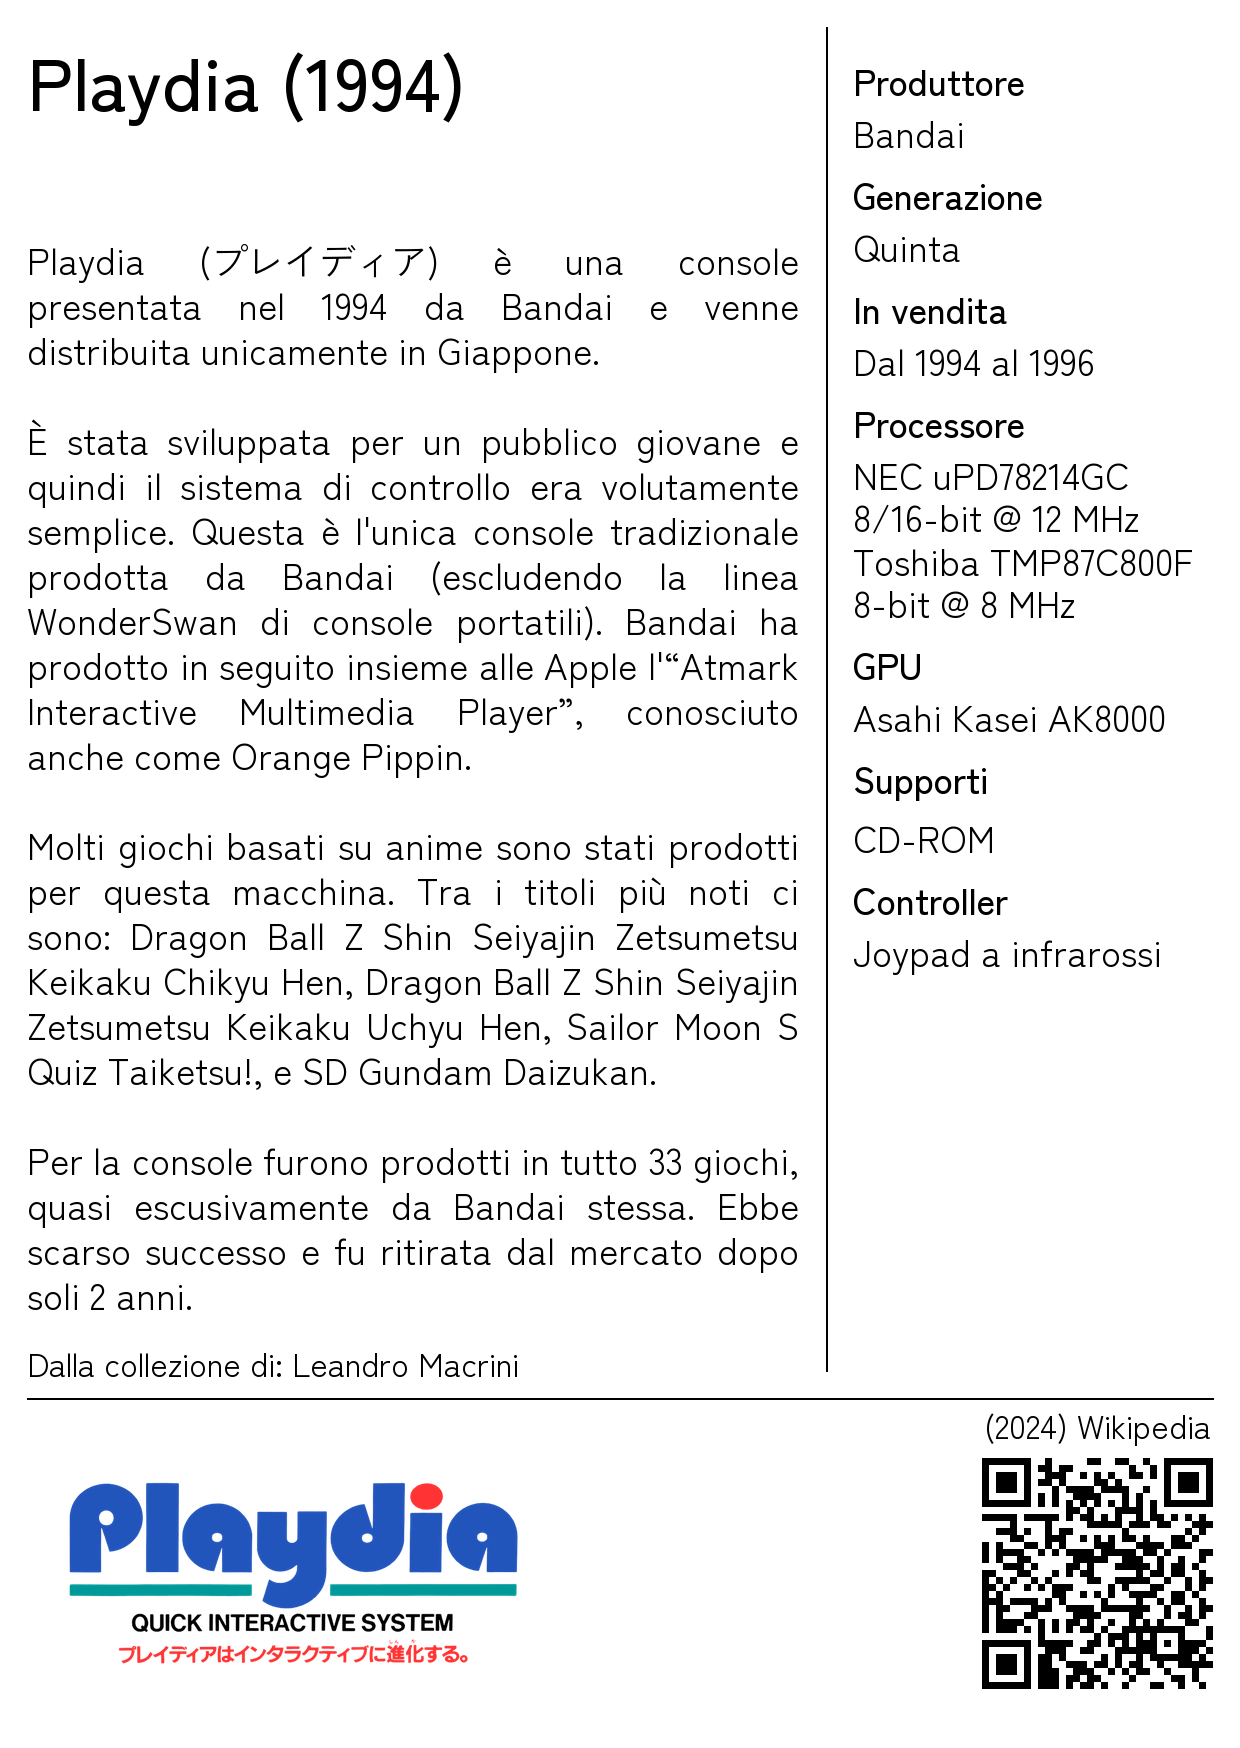 Playdia (1994)
Playdia (プレイディア) è una console
presentata nel 1994 da Bandai e venne
distribuita unicamente in Giappone.
È stata sviluppata per un pubblico giovane e
quindi il sistema di controllo era volutamente
semplice. Questa è l'unica console tradizionale
prodotta da Bandai (escludendo la linea
WonderSwan di console portatili). Bandai ha
prodotto in seguito insieme alle Apple l'“Atmark
Interactive Multimedia Player”, conosciuto
anche come Orange Pippin.
Molti giochi basati su anime sono stati prodotti
per questa macchina. Tra i titoli più noti ci
sono: Dragon Ball Z Shin Seiyajin Zetsumetsu
Keikaku Chikyu Hen, Dragon Ball Z Shin Seiyajin
Zetsumetsu Keikaku Uchyu Hen, Sailor Moon S
Quiz Taiketsu!, e SD Gundam Daizukan.
Per la console furono prodotti in tutto 33 giochi,
quasi escusivamente da Bandai stessa. Ebbe
scarso successo e fu ritirata dal mercato dopo
soli 2 anni.
Dalla collezione di: Leandro Macrini
Produttore
Bandai
Generazione
Quinta
In vendita
Dal 1994 al 1996
Processore
NEC uPD78214GC
8/16-bit @ 12 MHz
Toshiba TMP87C800F
8-bit @ 8 MHz
GPU
Asahi Kasei AK8000
Supporti
CD-ROM
Controller
Joypad a infrarossi
Playdia
QUICK INTERACTIVE SYSTEM
プレイディアはインタラクティブに進化する。
(2024) Wikipedia